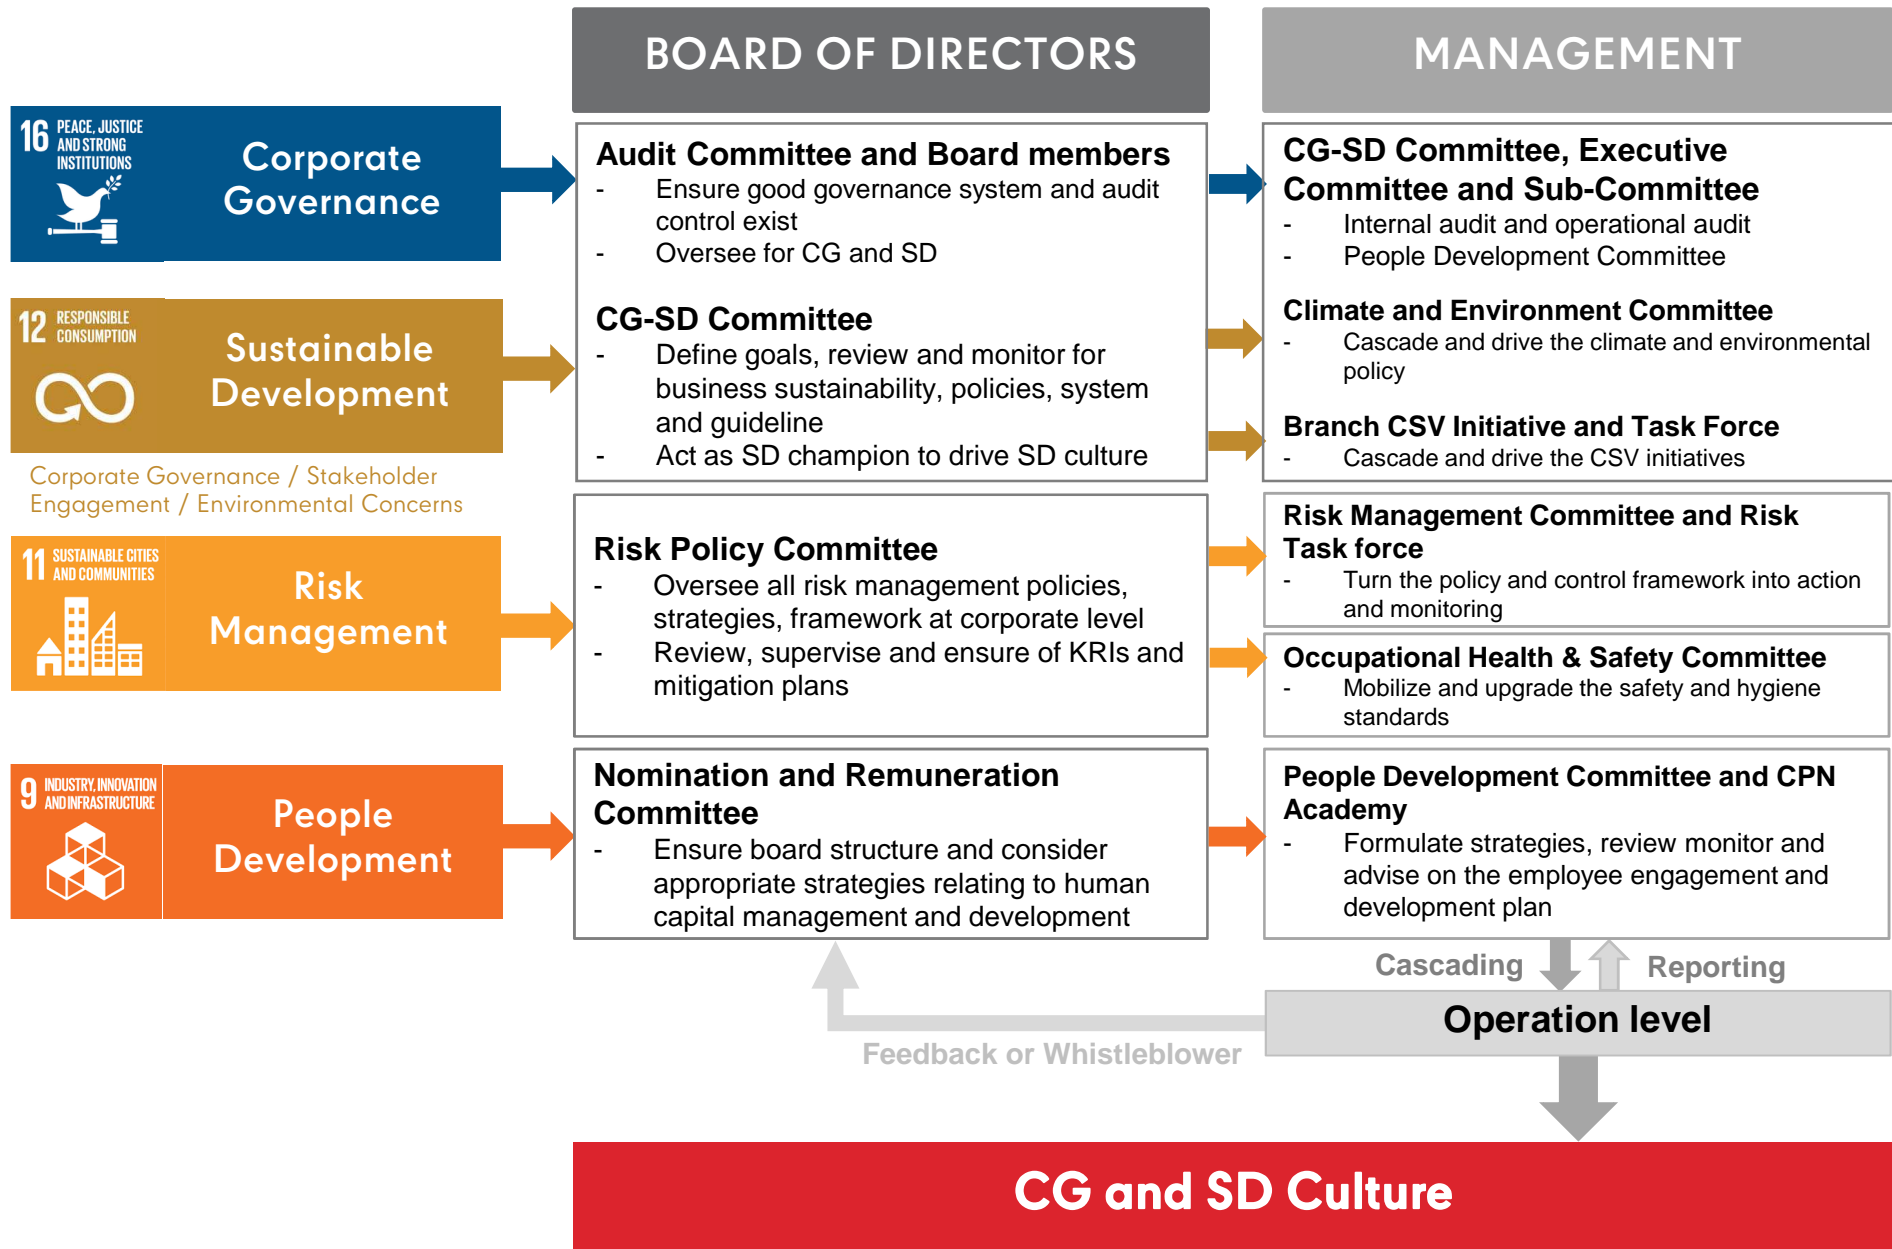 BOARD OF DIRECTORS
MANAGEMENT
16 PEACE, JUSTICE
AND STRONG
INSTITUTIONS
Corporate
Governance
Audit Committee and Board members
- Ensure good governance system and audit
control exist
- Oversee for CG and SD
CG-SD Committee, Executive
Committee and Sub-Committee
- Internal audit and operational audit
- People Development Committee
12 RESPONSIBLE
CONSUMPTION
Sustainable
Development
Corporate Governance / Stakeholder
Engagement / Environmental Concerns
CG-SD Committee
- Define goals, review and monitor for
business sustainability, policies, system
and guideline
- Act as SD champion to drive SD culture
Climate and Environment Committee
- Cascade and drive the climate and environmental
policy
Branch CSV Initiative and Task Force
- Cascade and drive the CSV initiatives
11 SUSTAINABLE CITIES
AND COMMUNITIES
Risk
Management
Risk Policy Committee
- Oversee all risk management policies,
strategies, framework at corporate level
- Review, supervise and ensure of KRIs and
mitigation plans
Risk Management Committee and Risk
Task force
- Turn the policy and control framework into action
and monitoring
Occupational Health & Safety Committee
- Mobilize and upgrade the safety and hygiene
standards
9 INDUSTRY, INNOVATION
AND INFRASTRUCTURE
People
Development
Nomination and Remuneration
Committee
- Ensure board structure and consider
appropriate strategies relating to human
capital management and development
People Development Committee and CPN
Academy
- Formulate strategies, review monitor and
advise on the employee engagement and
development plan
Cascading
Reporting
Operation level
Feedback or Whistleblower
CG and SD Culture